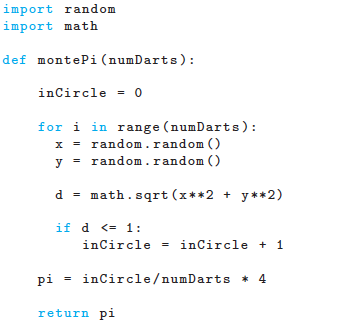 import random
import math
def montePi(numDarts):
inCircle = 0
for i in range(numDarts):
x = random.random()
y = random.random()
d = math.sqrt(x**2 + y**2)
if d <= 1:
inCircle = inCircle + 1
pi = inCircle/numDarts * 4
return pi